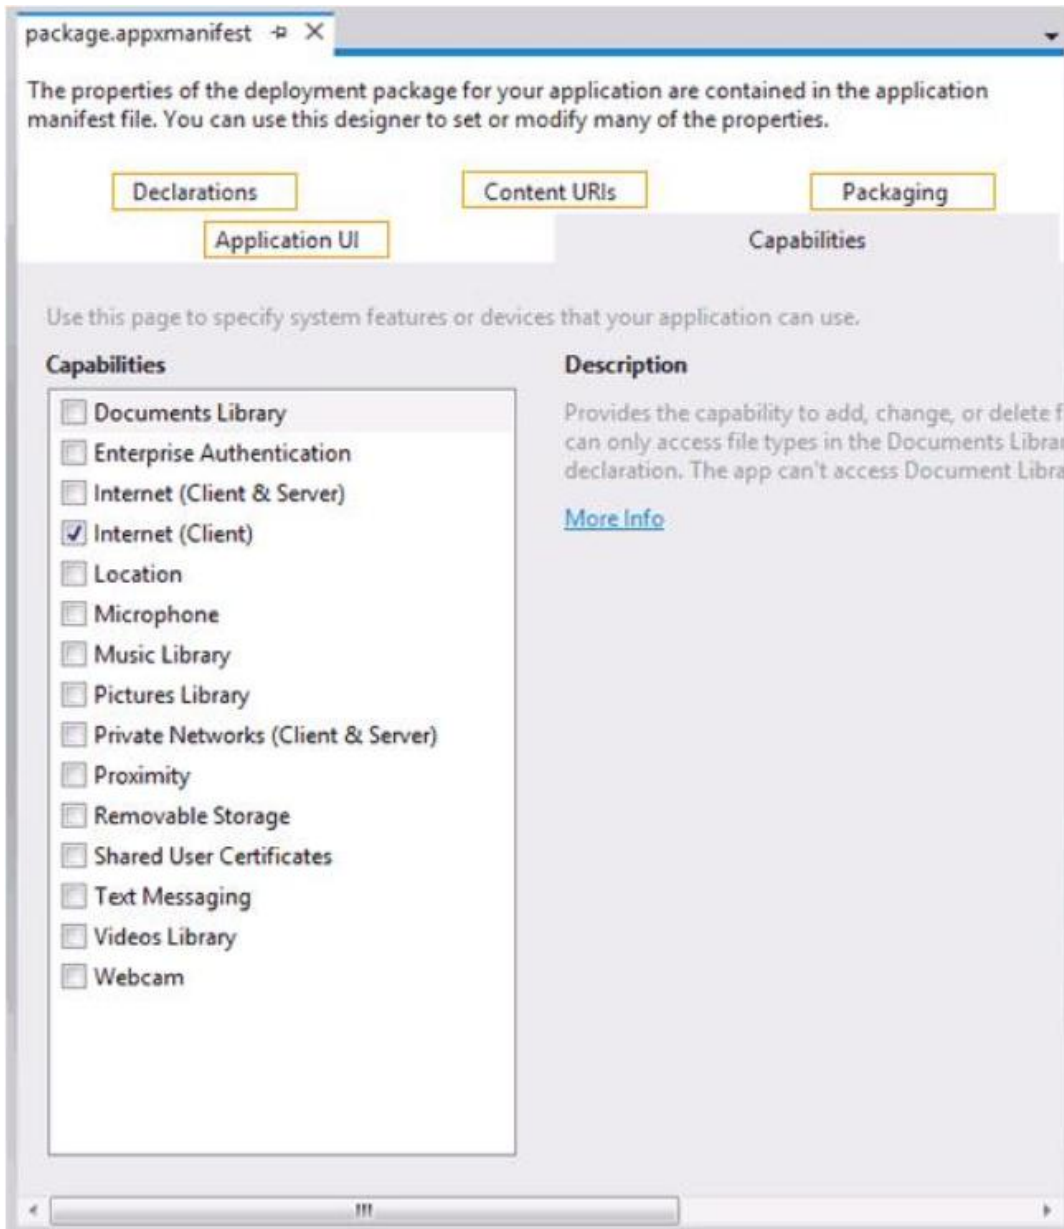 package.appxmanifest
The properties of the deployment package for your application are contained in the application
manifest file. You can use this designer to set or modify many of the properties.
Declarations Content URIs Packaging
Application UI Capabilities
Use this page to specify system features or devices that your application can use.
Capabilities Description
Documents Library
Enterprise Authentication
Internet (Client & Server)
Internet (Client)
Location
Microphone
Music Library
Pictures Library
Private Networks (Client & Server)
Proximity
Removable Storage
Shared User Certificates
Text Messaging
Videos Library
Webcam
Provides the capability to add, change, or delete
can only access file types in the Documents
declaration. The app can't access Document
More Info